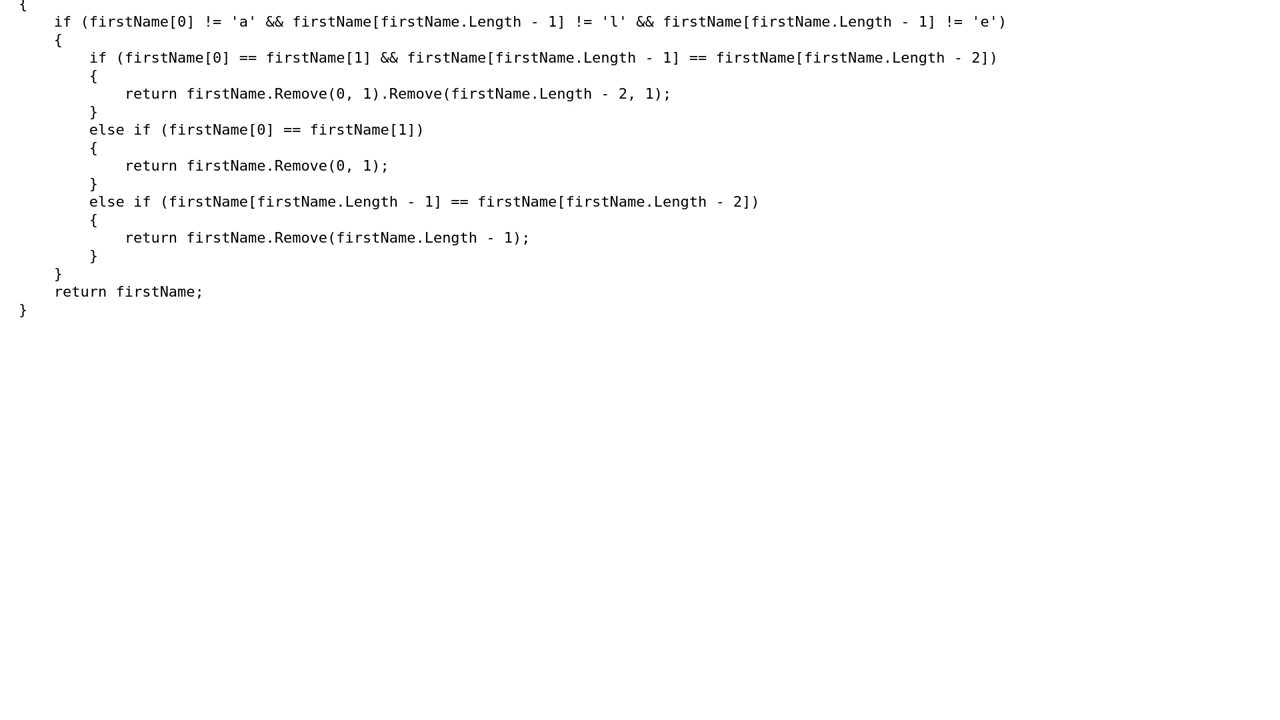 {
    if (firstName[0] != 'a' && firstName[firstName.Length - 1] != 'l' && firstName[firstName.Length - 1] != 'e')
    {
        if (firstName[0] == firstName[1] && firstName[firstName.Length - 1] == firstName[firstName.Length - 2])
        {
            return firstName.Remove(0, 1).Remove(firstName.Length - 2, 1);
        }
        else if (firstName[0] == firstName[1])
        {
            return firstName.Remove(0, 1);
        }
        else if (firstName[firstName.Length - 1] == firstName[firstName.Length - 2])
        {
            return firstName.Remove(firstName.Length - 1);
        }
    }
    return firstName;
}